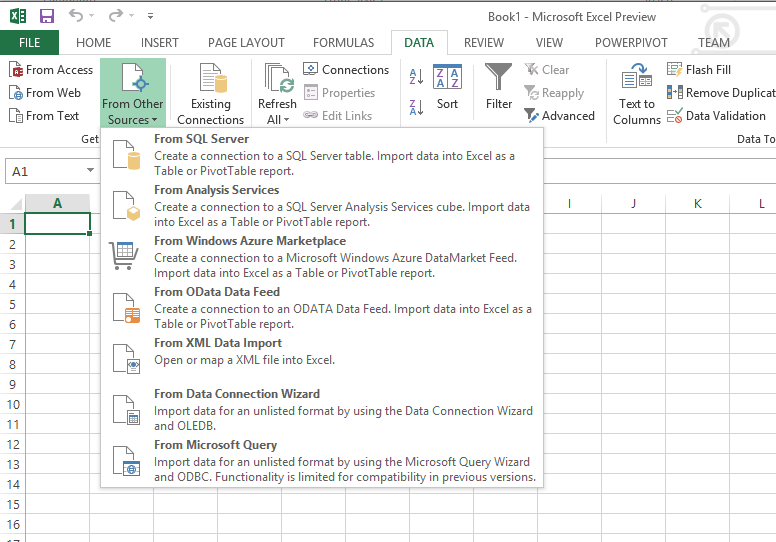 Book1 - Microsoft Excel Preview
FILE HOME INSERT PAGE LAYOUT FORMULAS DATA REVIEW VIEW POWERPIVOT TEAM
From Access
From Web
From Text
From Other
Sources
Existing
Connections
Refresh
All
Connections
Properties
Edit Links
A
Z
Z
A
Z A
A Z
Sort
Filter
Clear
Reapply
Advanced
Text to
Columns
Flash Fill
Remove Duplicat
Data Validation
Get
Data To
A1
From SQL Server
Create a connection to a SQL Server table. Import data into Excel as a
Table or PivotTable report.
From Analysis Services
Create a connection to a SQL Server Analysis Services cube. Import data
into Excel as a Table or PivotTable report.
From Windows Azure Marketplace
Create a connection to a Microsoft Windows Azure DataMarket Feed.
Import data into Excel as a Table or PivotTable report.
From OData Data Feed
Create a connection to an ODATA Data Feed. Import data into Excel as a
Table or PivotTable report.
From XML Data Import
Open or map a XML file into Excel.
From Data Connection Wizard
Import data for an unlisted format by using the Data Connection Wizard
and OLEDB.
From Microsoft Query
Import data for an unlisted format by using the Microsoft Query Wizard
and ODBC. Functionality is limited for compatibility in previous versions.
A I J K L
1
2
3
4
5
6
7
8
9
10
11
12
13
14
15
16
17